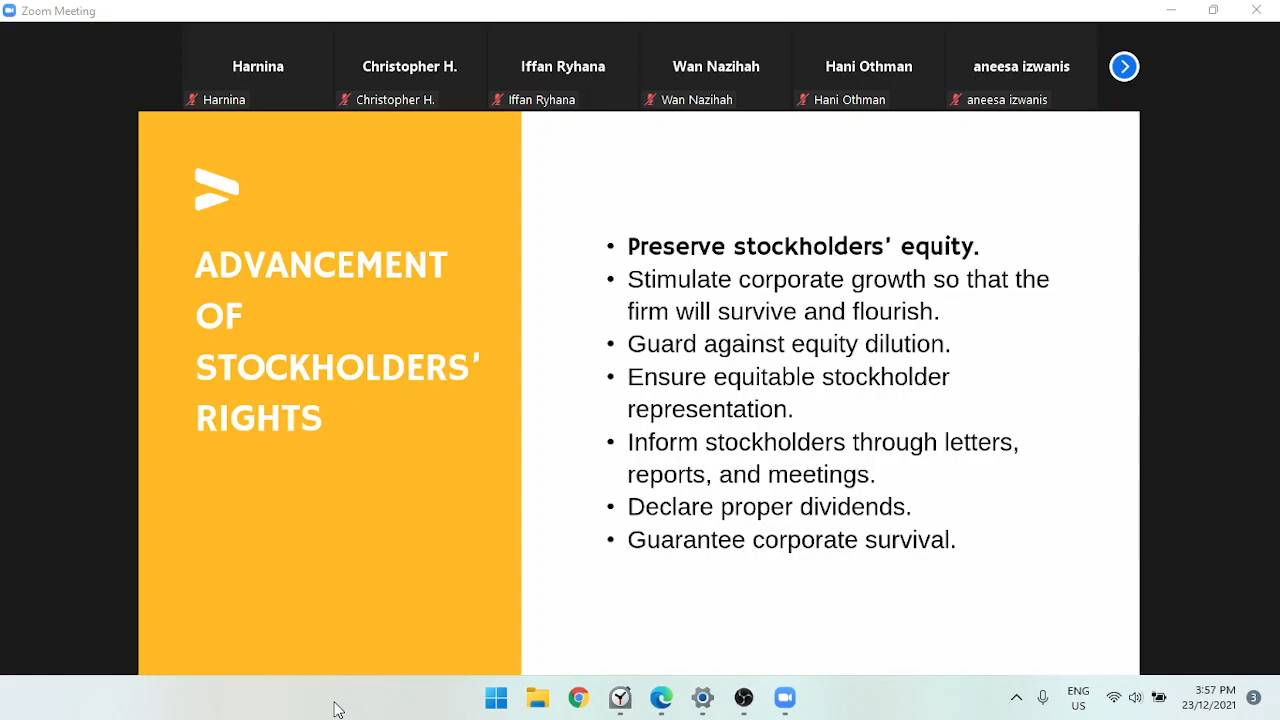 Zoom Meeting
Harnina Christopher H. Iffan Ryhana Wan Nazihah Hani Othman aneesa izwanis
Harnina Christopher H. Iffan Ryhana Wan Nazihah Hani Othman aneesa izwanis
ADVANCEMENT
OF
STOCKHOLDERS’
RIGHTS
• Preserve stockholders’ equity.
• Stimulate corporate growth so that the
firm will survive and flourish.
• Guard against equity dilution.
• Ensure equitable stockholder
representation.
• Inform stockholders through letters,
reports, and meetings.
• Declare proper dividends.
• Guarantee corporate survival.
ENG
US
3:57 PM
23/12/2021
3